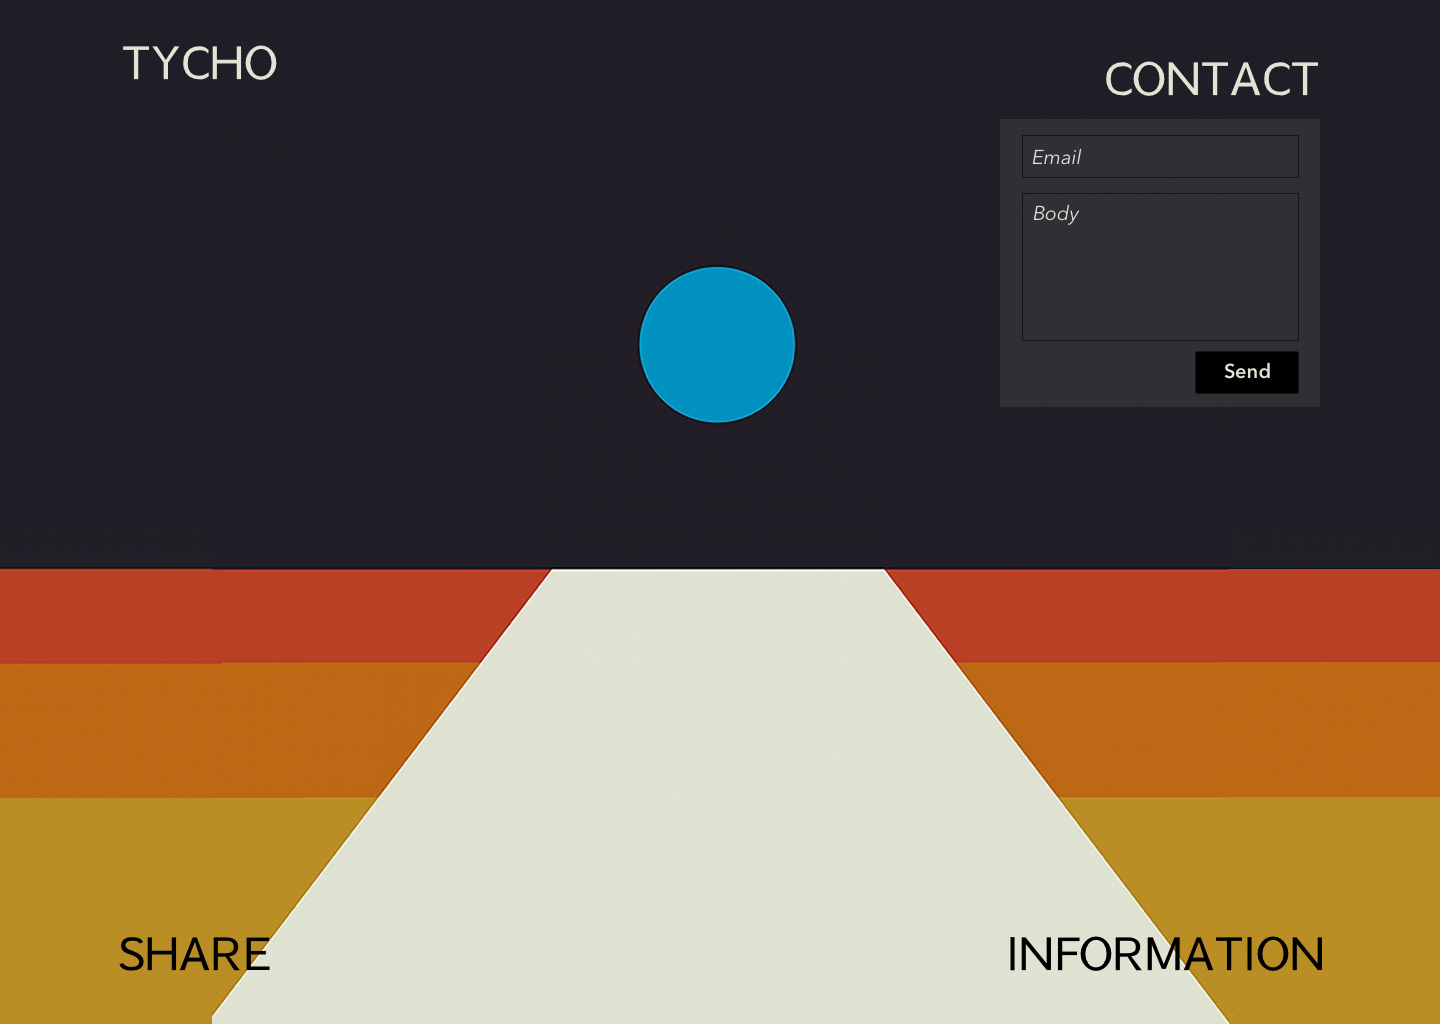 TYCHO
CONTACT
Email
Body
Send
SHARE
INFORMATION